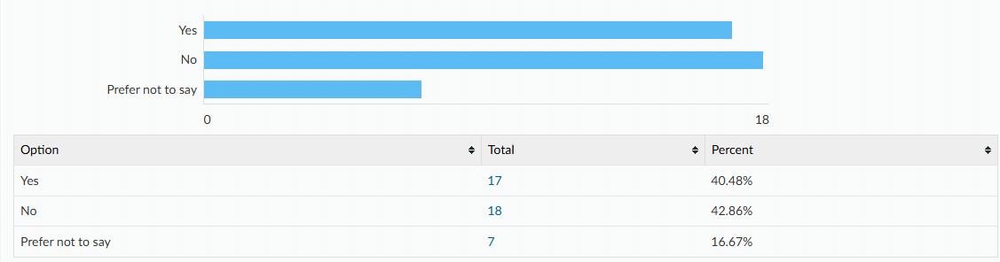 Yes
No
Prefer not to say
0 18
Option Total Percent
Yes 17 40.48%
No 18 42.86%
Prefer not to say 7 16.67%